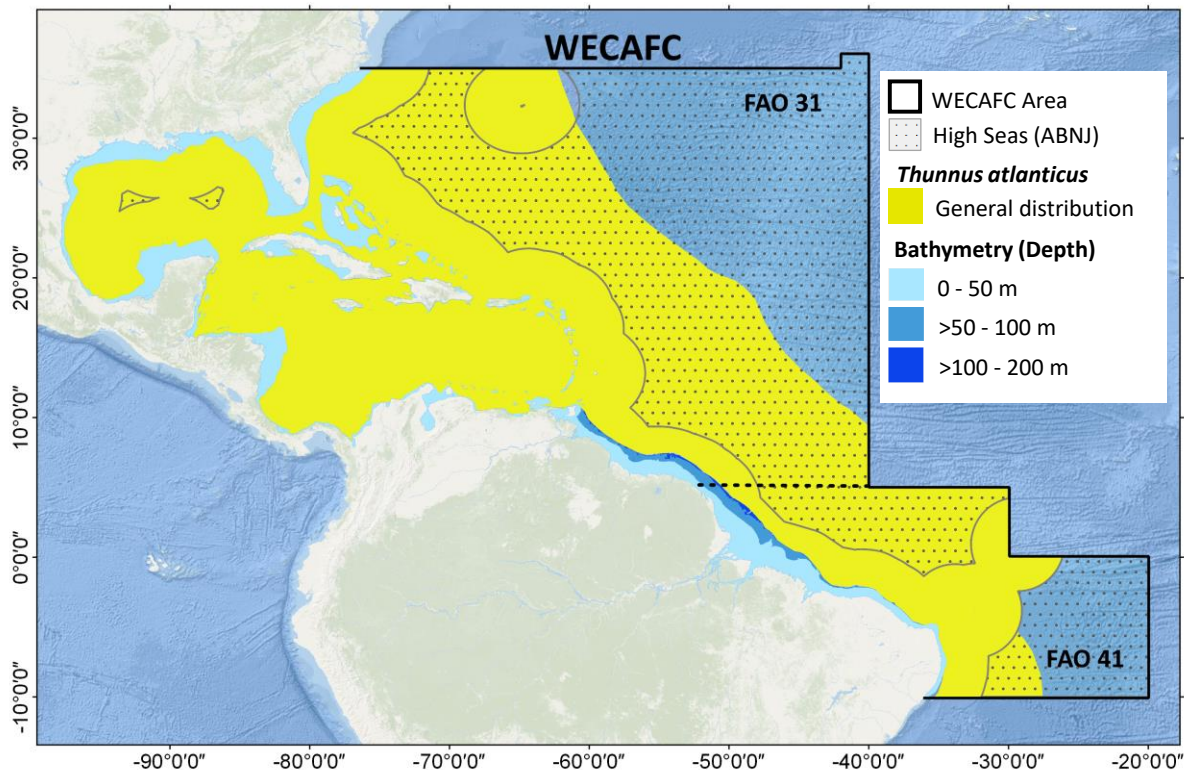 WECAFC
FAO 31
WECAFC Area
High Seas (ABNJ)
Thunnus atlanticus
General distribution
Bathymetry (Depth)
0 - 50 m
>50 - 100 m
>100 - 200 m
FAO 41
30°0'0"
20°0'0"
10°0'0"
0°0'0"
-10°0'0"
-90°0'0"
-80°0'0"
-70°0'0"
-60°0'0"
-50°0'0"
-40°0'0"
-30°0'0"
-20°0'0"